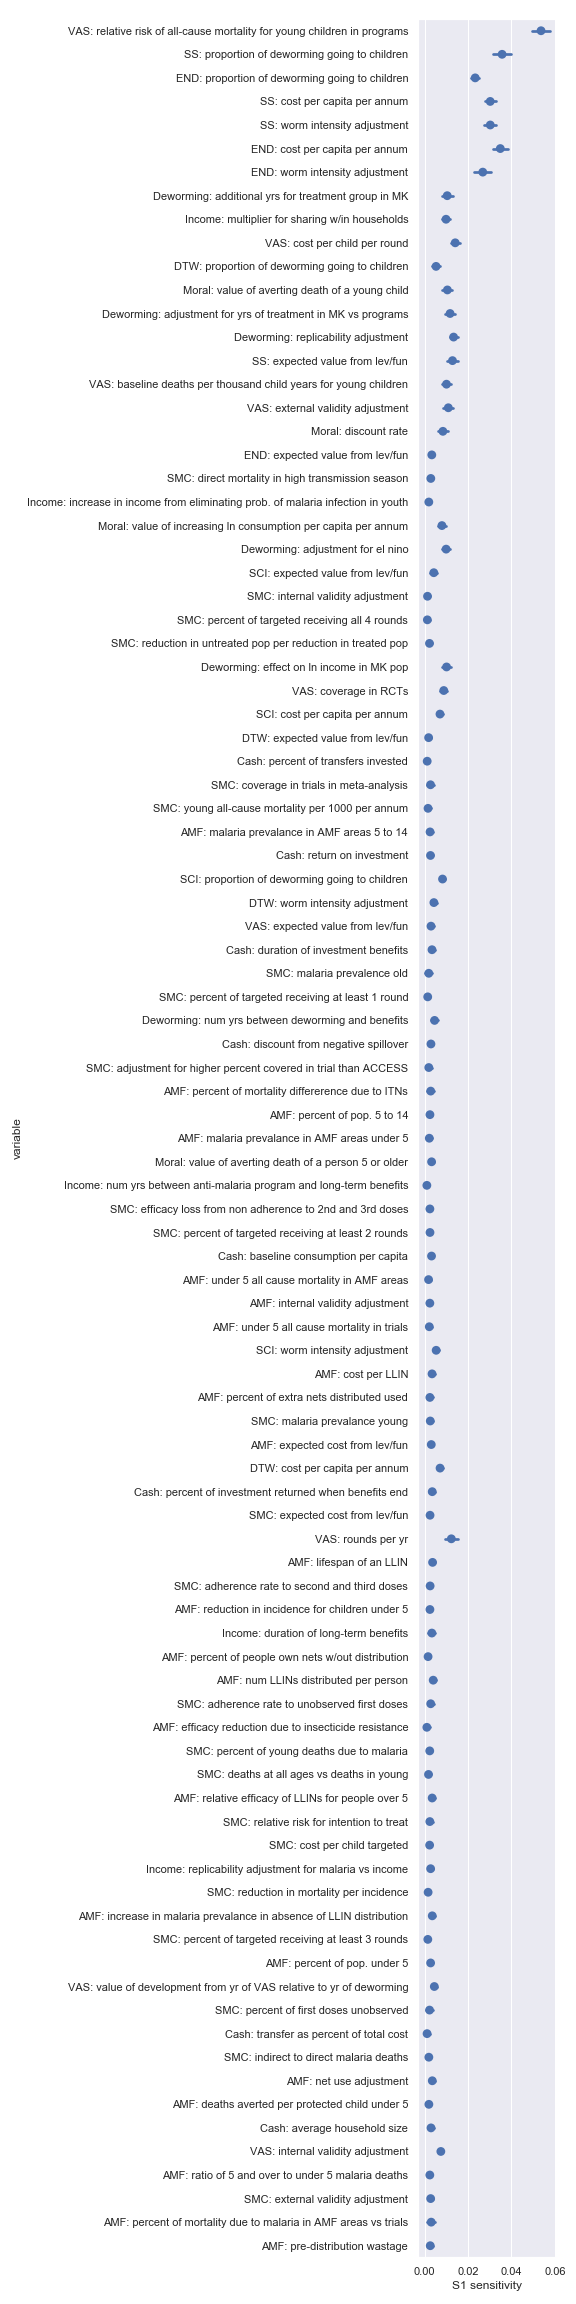 VAS: relative risk of all-cause mortality for young children in programs
SS: proportion of deworming going to children
END: proportion of deworming going to children
SS: cost per capita per annum
SS: worm intensity adjustment
END: cost per capita per annum
END: worm intensity adjustment
Deworming: additional yrs for treatment group in MK
Income: multiplier for sharing w/in households
VAS: cost per child per round
DTW: proportion of deworming going to children
Moral: value of averting death of a young child
Deworming: adjustment for yrs of treatment in MK vs programs
Deworming: replicability adjustment
SS: expected value from lev/fun
VAS: baseline deaths per thousand child years for young children
VAS: external validity adjustment
Moral: discount rate
END: expected value from lev/fun
SMC: direct mortality in high transmission season
Income: increase in income from eliminating prob. of malaria infection in youth
Moral: value of increasing ln consumption per capita per annum
Deworming: adjustment for el nino
SCI: expected value from lev/fun
SMC: internal validity adjustment
SMC: percent of targeted receiving all 4 rounds
SMC: reduction in untreated pop per reduction in treated pop
Deworming: effect on ln income in MK pop
VAS: coverage in RCTs
SCI: cost per capita per annum
DTW: expected value from lev/fun
Cash: percent of transfers invested
SMC: coverage in trials in meta-analysis
SMC: young all-cause mortality per 1000 per annum
AMF: malaria prevalance in AMF areas 5 to 14
Cash: return on investment
SCI: proportion of deworming going to children
DTW: worm intensity adjustment
VAS: expected value from lev/fun
Cash: duration of investment benefits
SMC: malaria prevalence old
SMC: percent of targeted receiving at least 1 round
Deworming: num yrs between deworming and benefits
Cash: discount from negative spillover
SMC: adjustment for higher percent covered in trial than ACCESS
AMF: percent of mortality differerence due to ITNs
AMF: percent of pop. 5 to 14
AMF: malaria prevalance in AMF areas under 5
variable
Moral: value of averting death of a person 5 or older
Income: num yrs between anti-malaria program and long-term benefits
SMC: efficacy loss from non adherence to 2nd and 3rd doses
SMC: percent of targeted receiving at least 2 rounds
Cash: baseline consumption per capita
AMF: under 5 all cause mortality in AMF areas
AMF: internal validity adjustment
AMF: under 5 all cause mortality in trials
SCI: worm intensity adjustment
AMF: cost per LLIN
AMF: percent of extra nets distributed used
SMC: malaria prevalance young
AMF: expected cost from lev/fun
DTW: cost per capita per annum
Cash: percent of investment returned when benefits end
SMC: expected cost from lev/fun
VAS: rounds per yr
AMF: lifespan of an LLIN
SMC: adherence rate to second and third doses
AMF: reduction in incidence for children under 5
Income: duration of long-term benefits
AMF: percent of people own nets w/out distribution
AMF: num LLINs distributed per person
SMC: adherence rate to unobserved first doses
AMF: efficacy reduction due to insecticide resistance
SMC: percent of young deaths due to malaria
SMC: deaths at all ages vs deaths in young
AMF: relative efficacy of LLINs for people over 5
SMC: relative risk for intention to treat
SMC: cost per child targeted
Income: replicability adjustment for malaria vs income
SMC: reduction in mortality per incidence
AMF: increase in malaria prevalance in absence of LLIN distribution
SMC: percent of targeted receiving at least 3 rounds
AMF: percent of pop. under 5
VAS: value of development from yr of VAS relative to yr of deworming
SMC: percent of first doses unobserved
Cash: transfer as percent of total cost
SMC: indirect to direct malaria deaths
AMF: net use adjustment
AMF: deaths averted per protected child under 5
Cash: average household size
VAS: internal validity adjustment
AMF: ratio of 5 and over to under 5 malaria deaths
SMC: external validity adjustment
AMF: percent of mortality due to malaria in AMF areas vs trials
AMF: pre-distribution wastage
0.00 0.02 0.04 0.06
S1 sensitivity